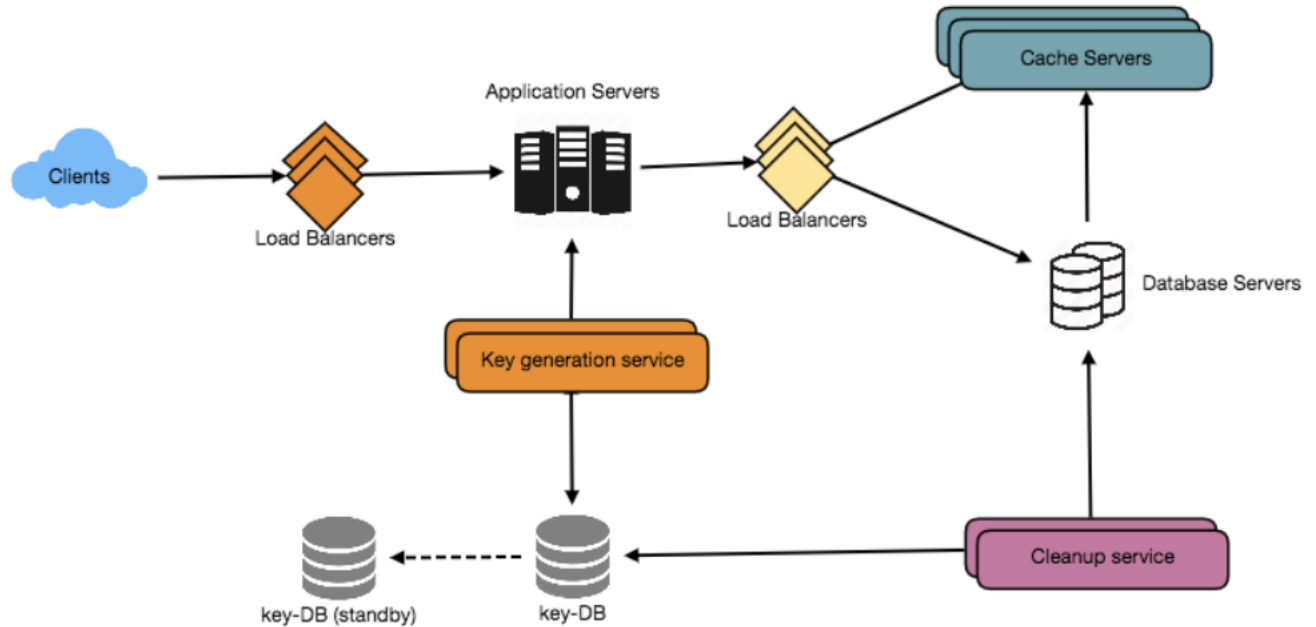 Cache Servers
Application Servers
Clients
Load Balancers
Load Balancers
Database Servers
Key generation service
Cleanup service
key-DB (standby)
key-DB